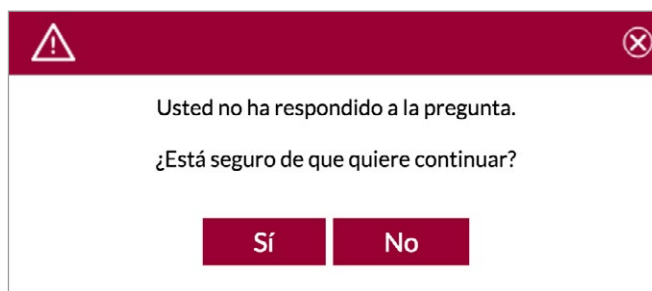 Usted no ha respondido a la pregunta.
¿Está seguro de que quiere continuar?
Sí No